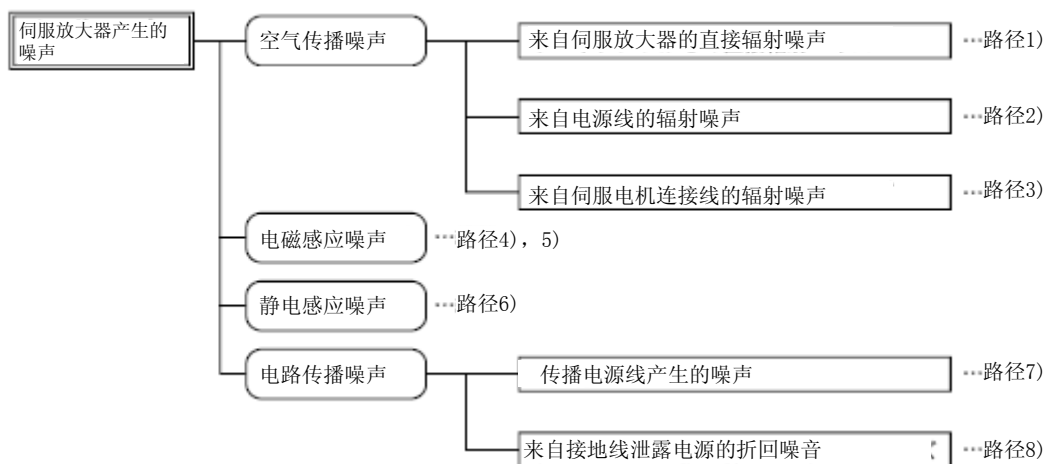 伺服放大器产生的
噪声
空气传播噪声
来自伺服放大器的直接辐射噪声
…路径1)
来自电源线的辐射噪声
…路径2)
来自伺服电机连接线的辐射噪声
…路径3)
电磁感应噪声
…路径4)，5)
静电感应噪声
…路径6)
电路传播噪声
传播电源线产生的噪声
…路径7)
来自接地线泄露电源的折回噪音
…路径8)